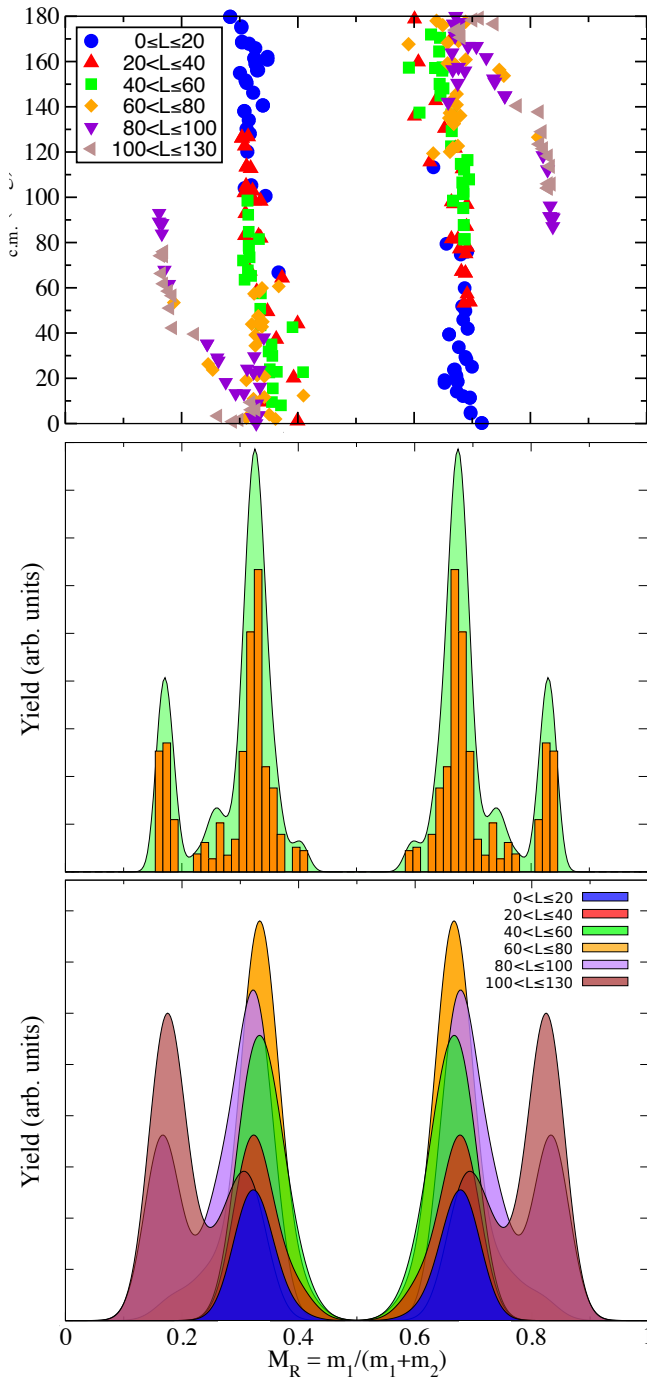 180
160
140
120
100
80
60
40
20
0
c.m.
0≤L≤20
20<L≤40
40<L≤60
60<L≤80
80<L≤100
100<L≤130
Yield (arb. units)
Yield (arb. units)
0<L≤20
20<L≤40
40<L≤60
60<L≤80
80<L≤100
100<L≤130
0 0.2 0.4 0.6 0.8 1
M_R = m_1/(m_1+m_2)